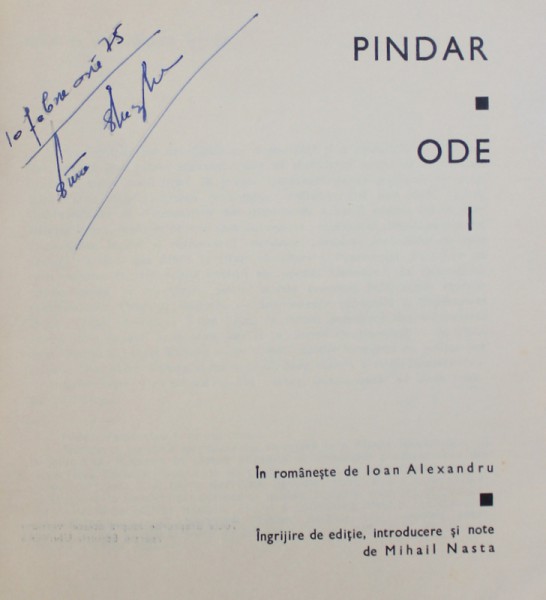 10 februarie 75
PINDAR
ODE
I
În românește de Ioan Alexandru
Îngrijire de ediție, introducere și note
de Mihail Nasta